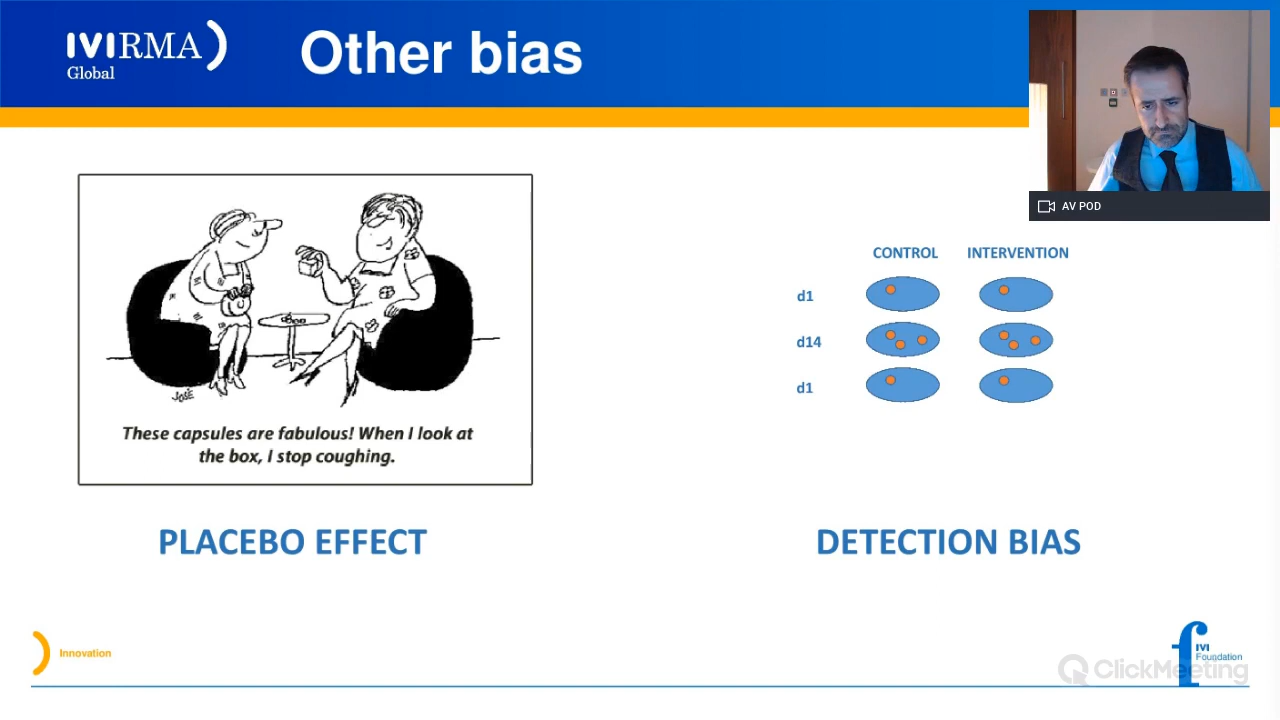 IVIRMA
Global
Other bias
AV POD
CONTROL INTERVENTION
d1
d14
d1
JOSÉ
These capsules are fabulous! When I look at
the box, I stop coughing.
PLACEBO EFFECT
DETECTION BIAS
Innovation
IVI
Foundation
ClickMeeting